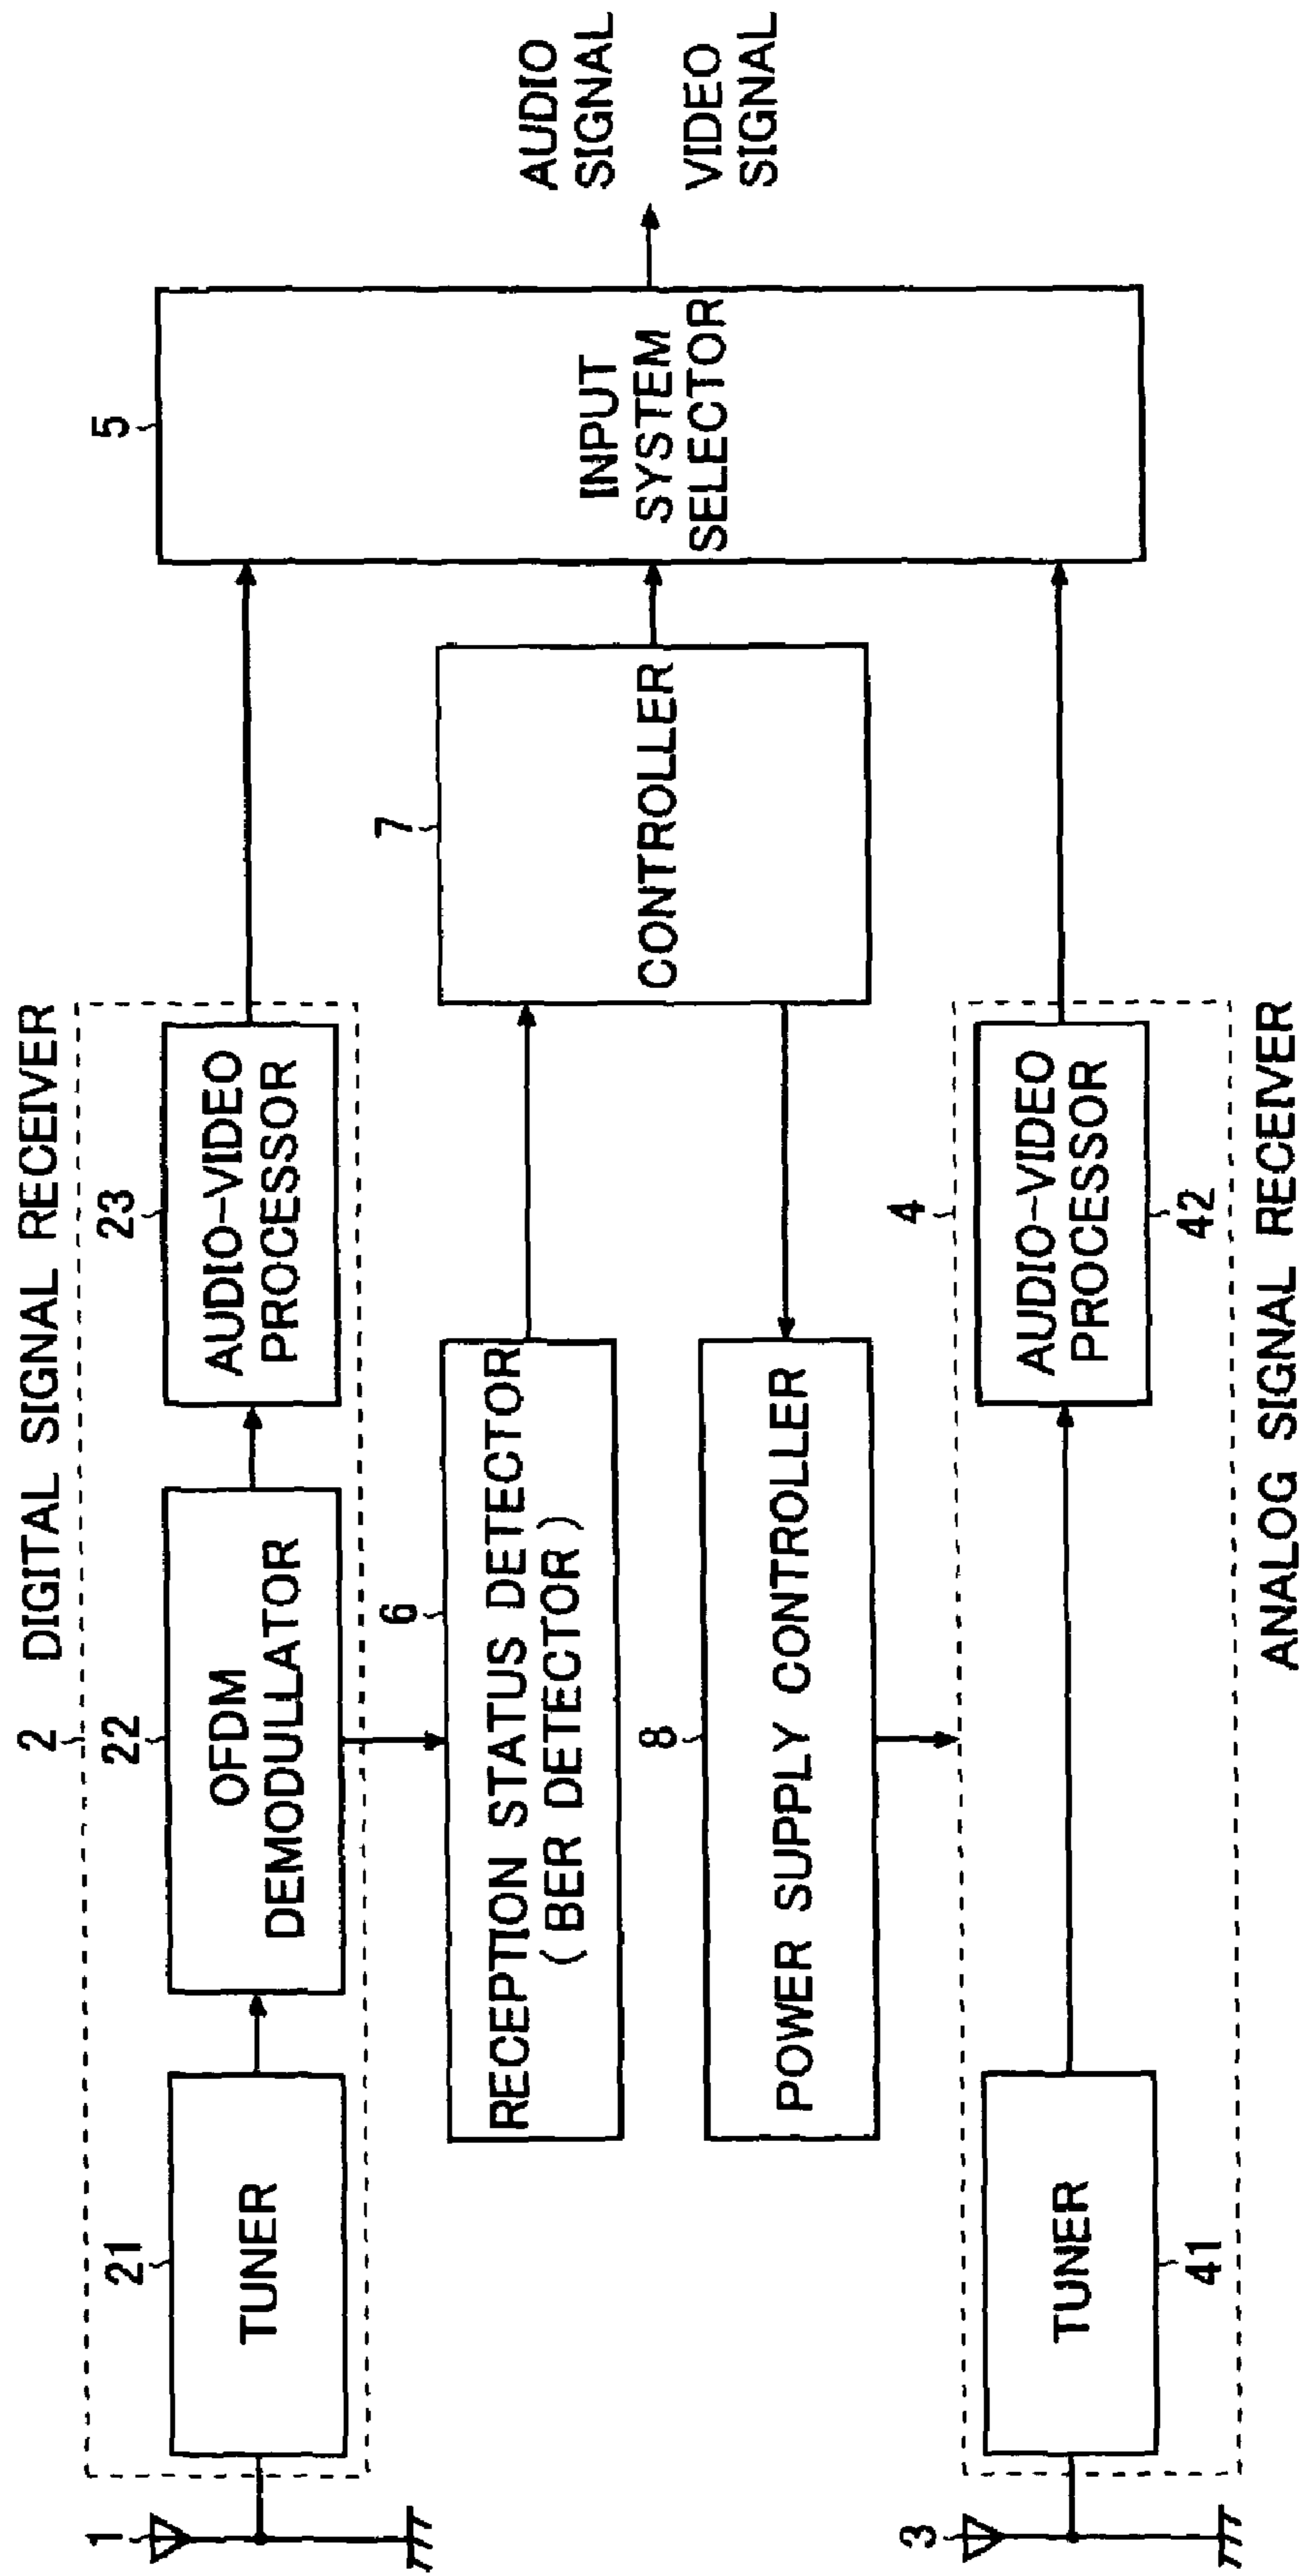 DIGITAL SIGNAL RECEIVER
2
1
21
TUNER
22
OFDM
DEMODULATOR
23
AUDIO-VIDEO
PROCESSOR
6
RECEPTION STATUS DETECTOR
(BER DETECTOR)
7
CONTROLLER
5
INPUT
SYSTEM
SELECTOR
AUDIO
SIGNAL
VIDEO
SIGNAL
8
POWER SUPPLY CONTROLLER
3
4
TUNER
41
AUDIO-VIDEO
PROCESSOR
42
ANALOG SIGNAL RECEIVER